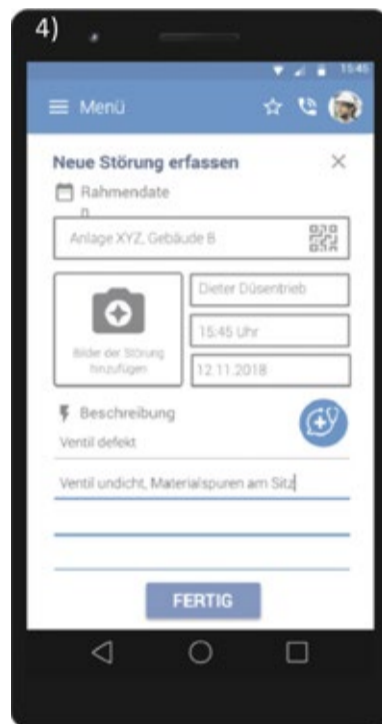 4)
15:45
Menü
Neue Störung erfassen
Rahmendate
n
Anlage XYZ, Gebäude B
Dieter Düsentrieb
15:45 Uhr
12.11.2018
Bilder der Störung
hinzufügen
Beschreibung
Ventil defekt
Ventil undicht, Materialspuren am Sitz
FERTIG